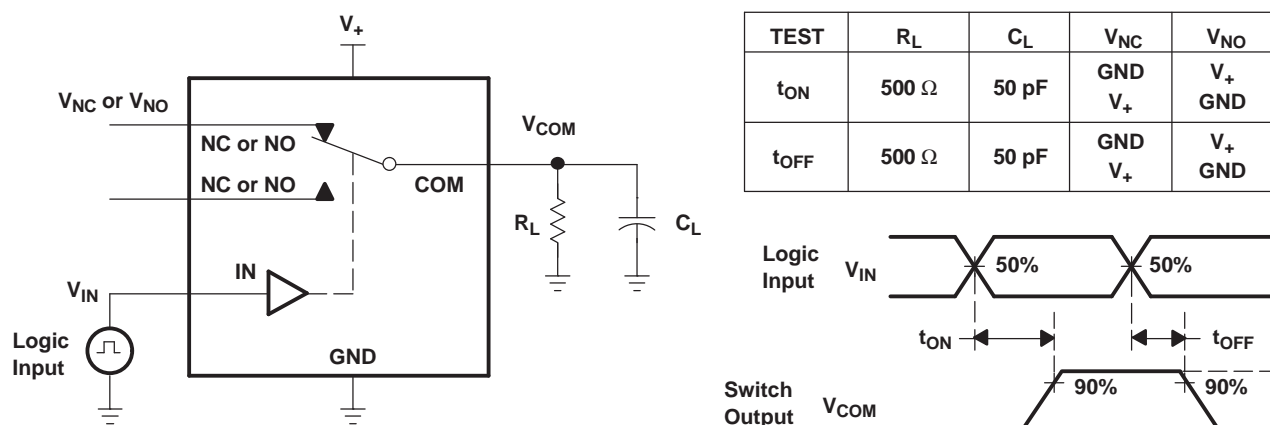 V+
VNC or VNO
NC or NO
NC or NO
VCOM
COM
RL
CL
IN
VIN
Logic
Input
GND
TEST RL CL VNC VNO
tON 500 Ω 50 pF GND V+
V+ GND
tOFF 500 Ω 50 pF GND V+
V+ GND
Logic
Input VIN 50% 50%
tON tOFF
Switch
Output VCOM 90% 90%